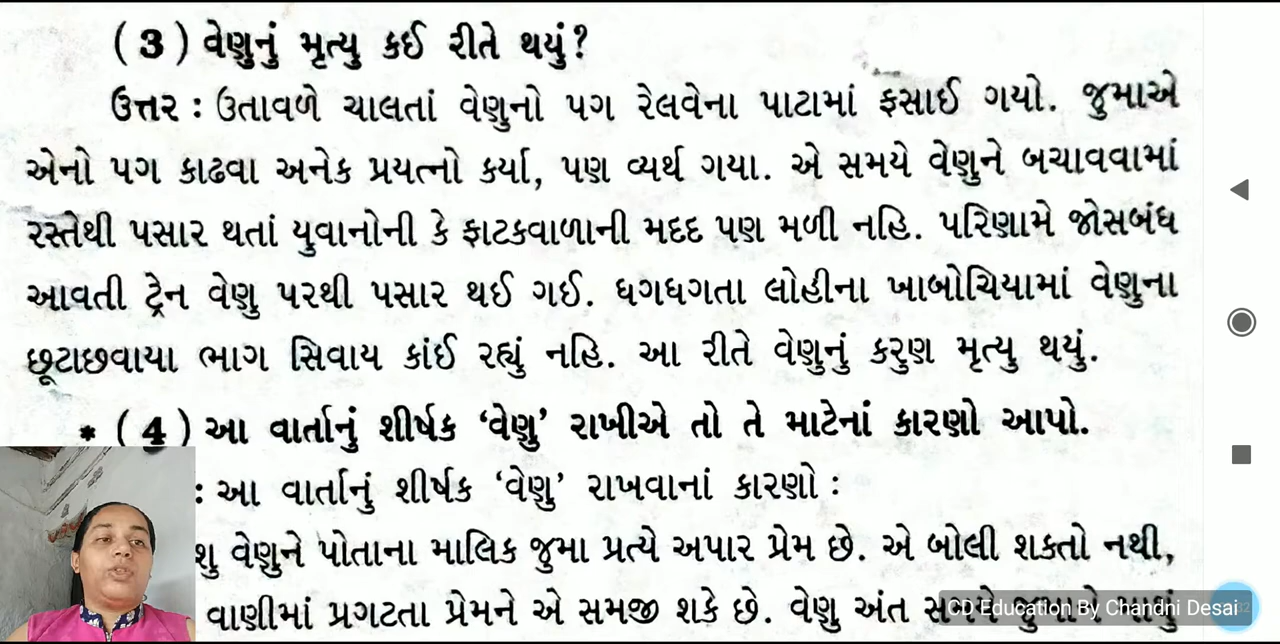 (3) વેણુનું મૃત્યુ કઈ રીતે થયું?
ઉત્તર : ઉતાવળે ચાલતાં વેણુનો પગ રેલવેના પાટામાં ફસાઈ ગયો. જુમાએ
એનો પગ કાઢવા અનેક પ્રયત્નો કર્યા, પણ વ્યર્થ ગયા. એ સમયે વેણુને બચાવવામાં
રસ્તેથી પસાર થતાં યુવાનોની કે ફાટકવાળાની મદદ પણ મળી નહિ. પરિણામે જોસબંધ
આવતી ટ્રેન વેણુ પરથી પસાર થઈ ગઈ. ધગધગતા લોહીના ખાબોચિયામાં વેણુના
છૂટાછવાયા ભાગ સિવાય કાંઈ રહ્યું નહિ. આ રીતે વેણુનું કરુણ મૃત્યુ થયું.
* (4) આ વાર્તાનું શીર્ષક ‘વેણુ’ રાખીએ તો તે માટેનાં કારણો આપો.
: આ વાર્તાનું શીર્ષક ‘વેણુ’ રાખવાનાં કારણો :
શુ વેણુને પોતાના માલિક જુમા પ્રત્યે અપાર પ્રેમ છે. એ બોલી શકતો નથી,
વાણીમાં પ્રગટતા પ્રેમને એ સમજી શકે છે. વેણુ અંત
CD Education By Chandni Desai